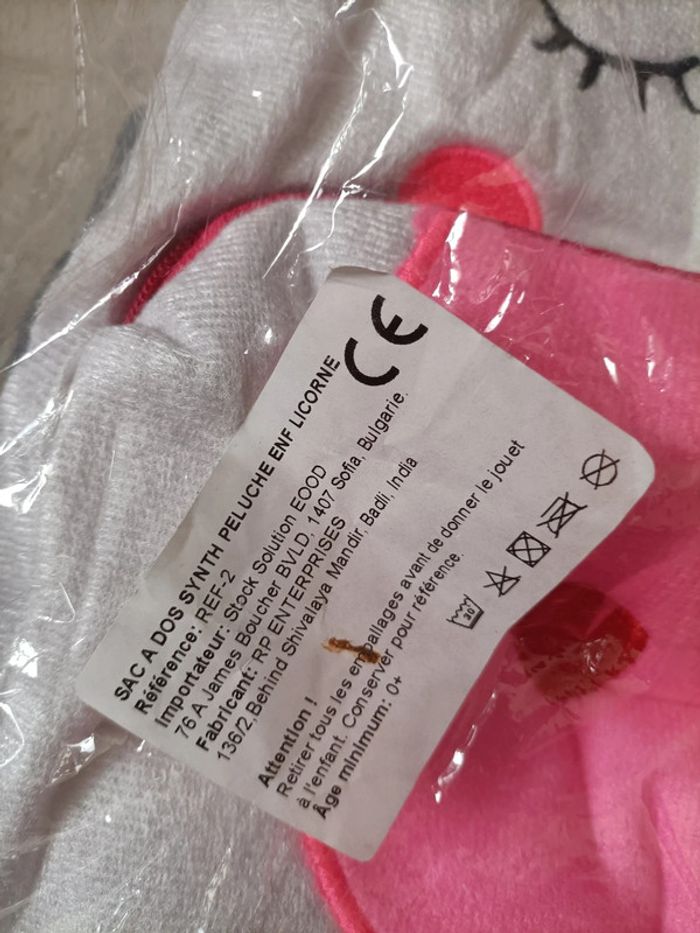 CE
SAC A DOS SYNTH PELUCHE ENF LICORNE
Référence: REF-2
Importateur: Stock Solution EOOD
76 A James Boucher BVLD, 1407 Sofia, Bulgarie.
Fabricant: RP ENTERPRISES
136/2,Behind Shivalaya Mandir, Badli, India
Attention !
Retirer tous les emballages avant de donner le jouet
à l'enfant. Conserver pour référence.
Âge minimum: 0+
30